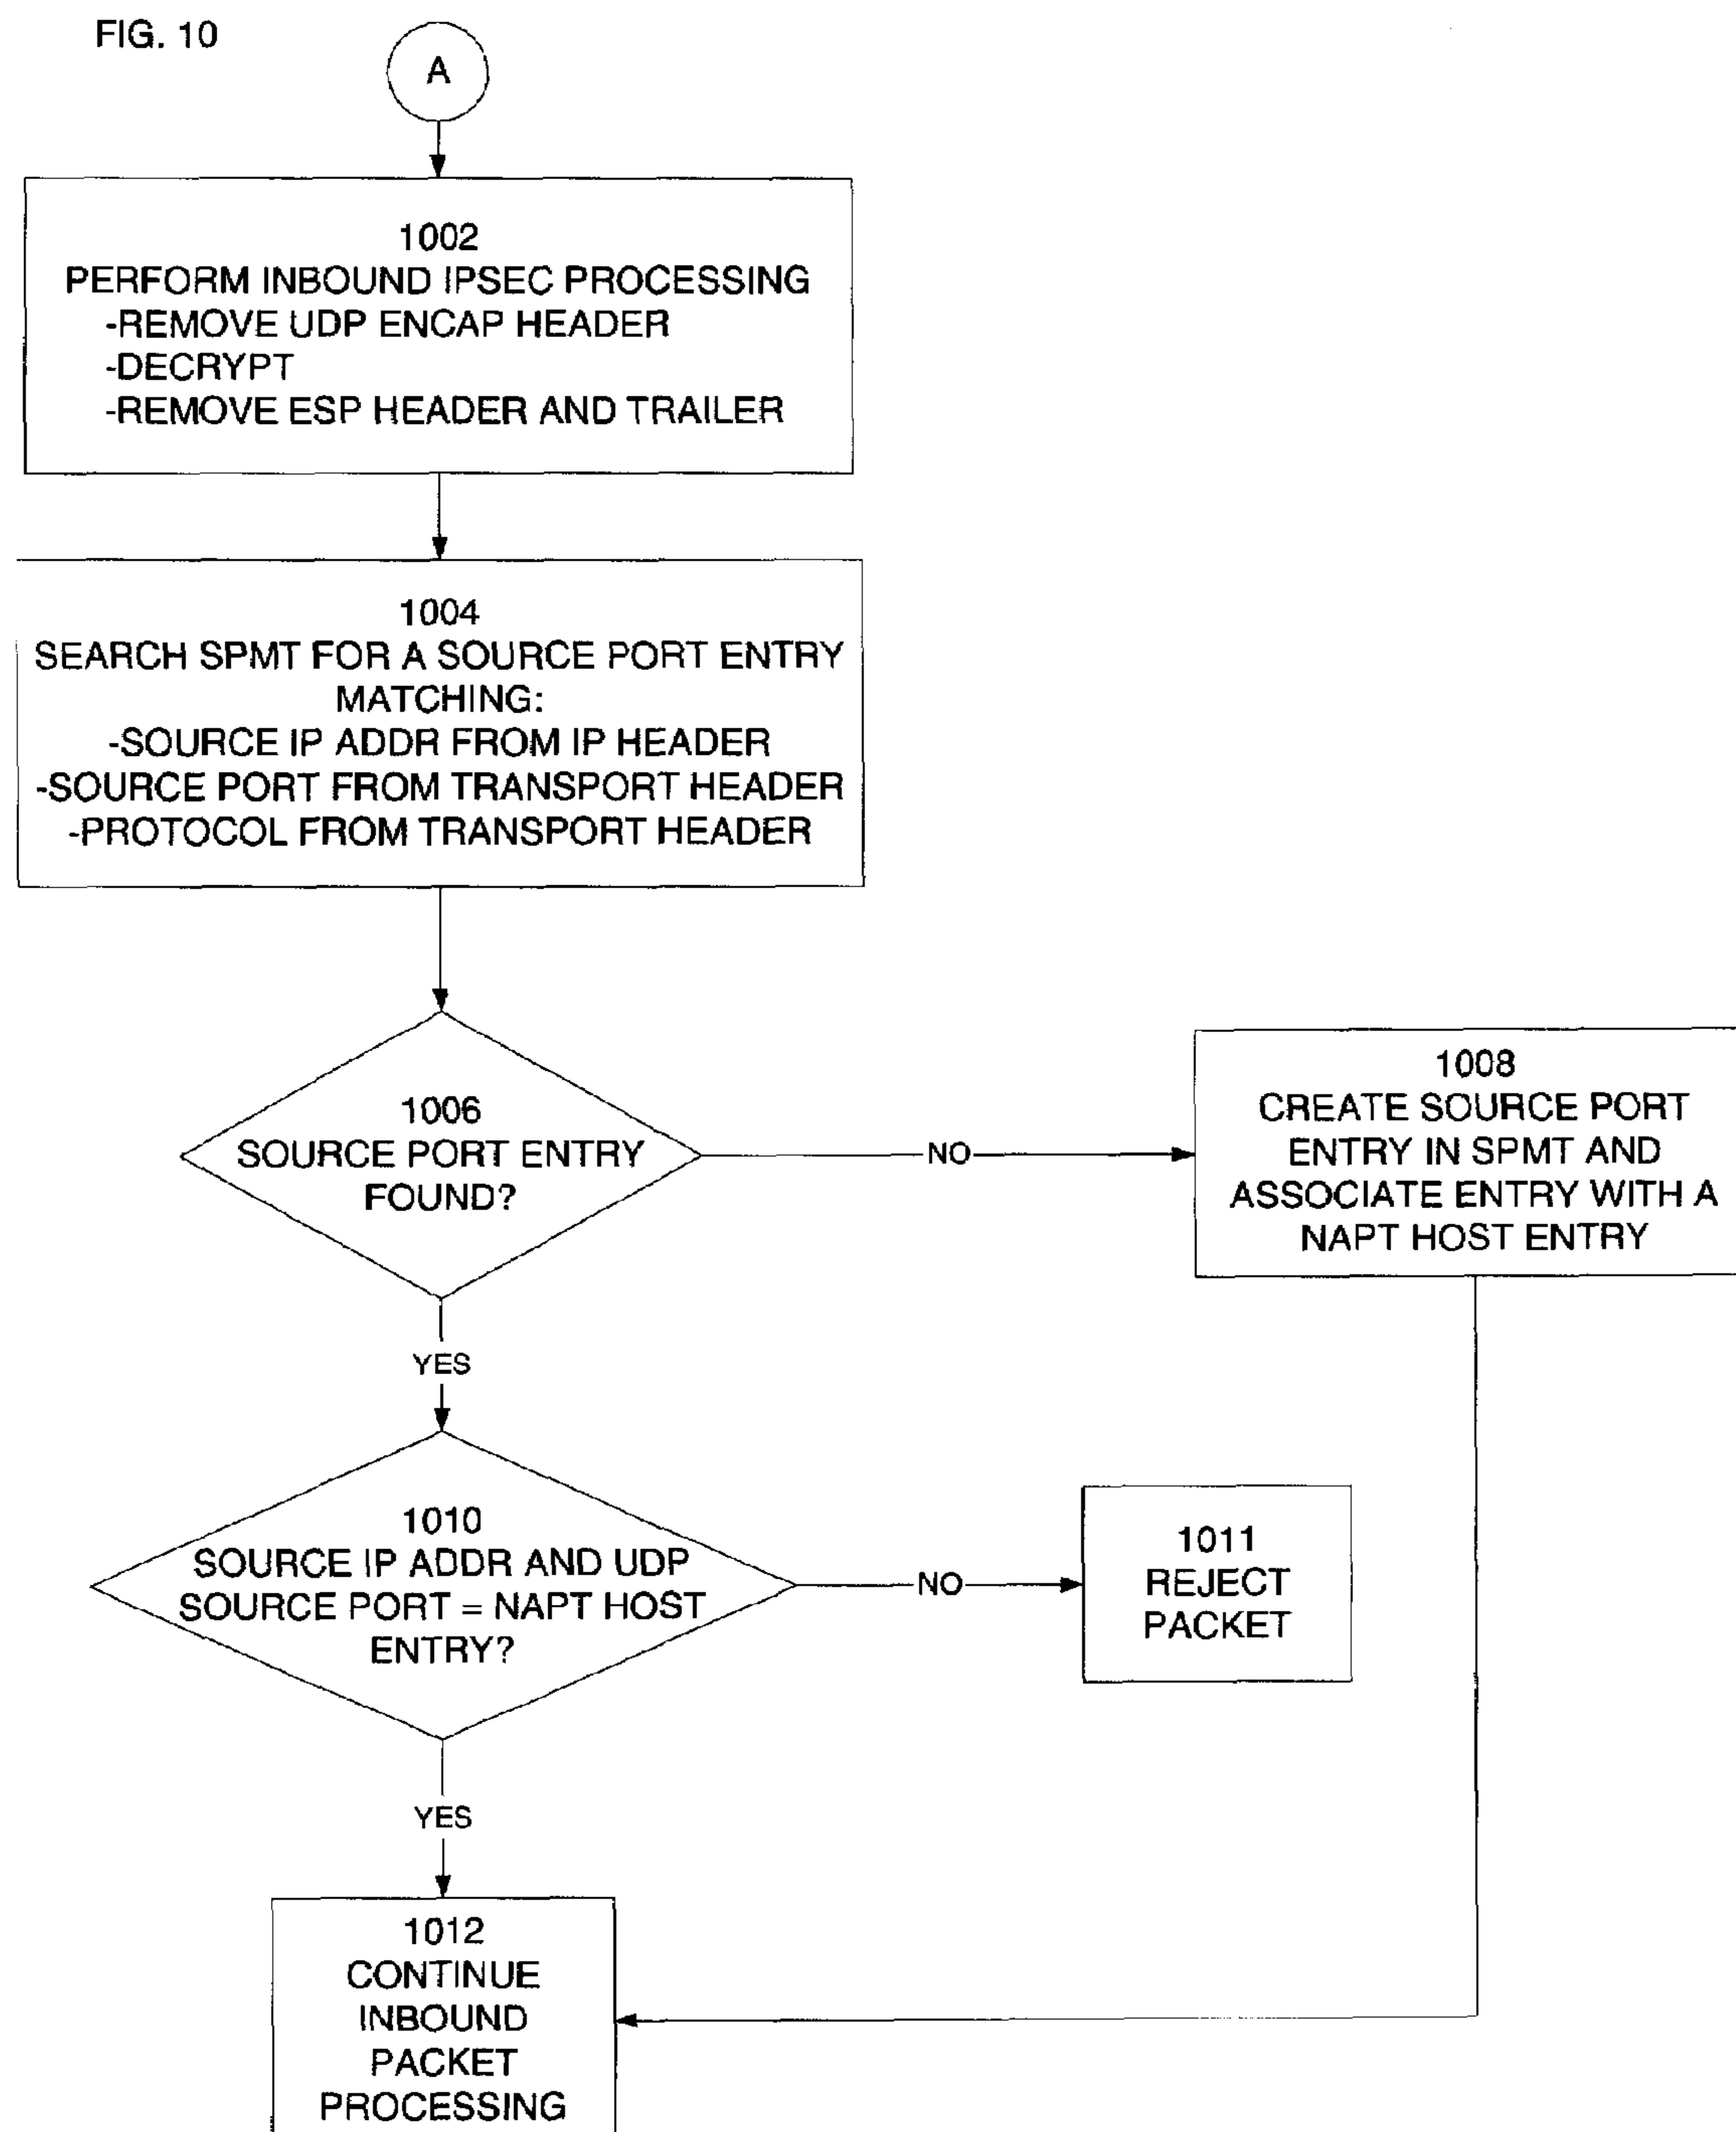 FIG. 10
A
1002
PERFORM INBOUND IPSEC PROCESSING
-REMOVE UDP ENCAP HEADER
-DECRYPT
-REMOVE ESP HEADER AND TRAILER
1004
SEARCH SPMT FOR A SOURCE PORT ENTRY
MATCHING:
-SOURCE IP ADDR FROM IP HEADER
-SOURCE PORT FROM TRANSPORT HEADER
-PROTOCOL FROM TRANSPORT HEADER
1006
SOURCE PORT ENTRY
FOUND?
NO
1008
CREATE SOURCE PORT
ENTRY IN SPMT AND
ASSOCIATE ENTRY WITH A
NAPT HOST ENTRY
YES
1010
SOURCE IP ADDR AND UDP
SOURCE PORT = NAPT HOST
ENTRY?
NO
1011
REJECT
PACKET
YES
1012
CONTINUE
INBOUND
PACKET
PROCESSING